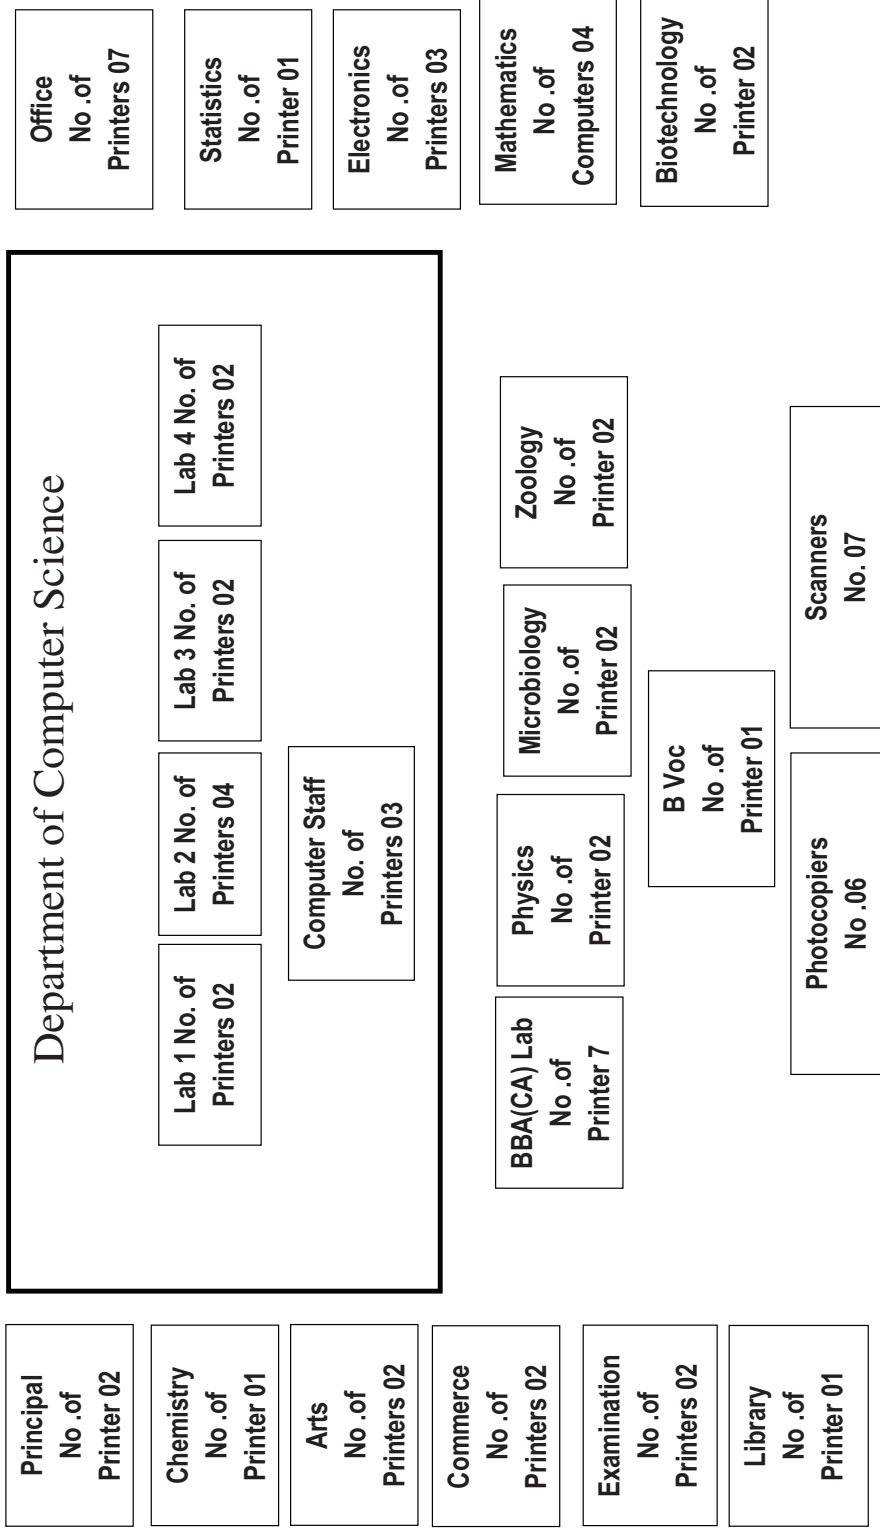 Principal
No .of
Printer 02
Chemistry
No .of
Printer 01
Arts
No .of
Printers 02
Commerce
No .of
Printers 02
Examination
No .of
Printers 02
Library
No .of
Printer 01
Department of Computer Science
Lab 1 No. of
Printers 02
Lab 2 No. of
Printers 04
Lab 3 No. of
Printers 02
Lab 4 No. of
Printers 02
Computer Staff
No. of
Printers 03
BBA(CA) Lab
No .of
Printer 7
Physics
No .of
Printer 02
Microbiology
No .of
Printer 02
Zoology
No .of
Printer 02
B Voc
No .of
Printer 01
Photocopiers
No .06
Scanners
No. 07
Office
No .of
Printers 07
Statistics
No .of
Printer 01
Electronics
No .of
Printers 03
Mathematics
No .of
Computers 04
Biotechnology
No .of
Printer 02